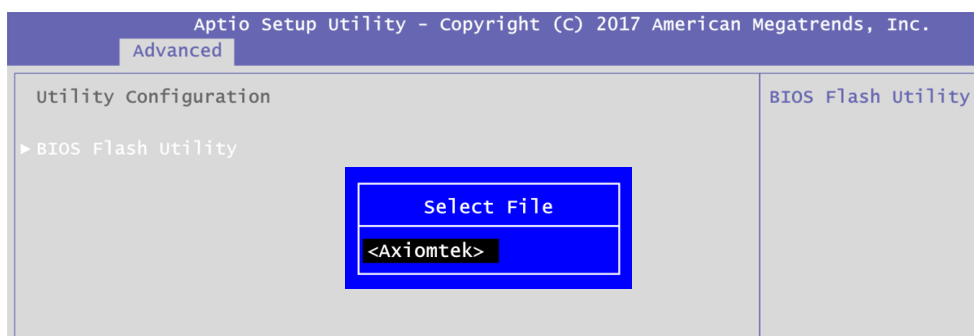 Aptio Setup Utility - Copyright (C) 2017 American Megatrends, Inc.
Advanced
Utility Configuration
BIOS Flash Utility
►BIOS Flash Utility
Select File
<Axiomtek>